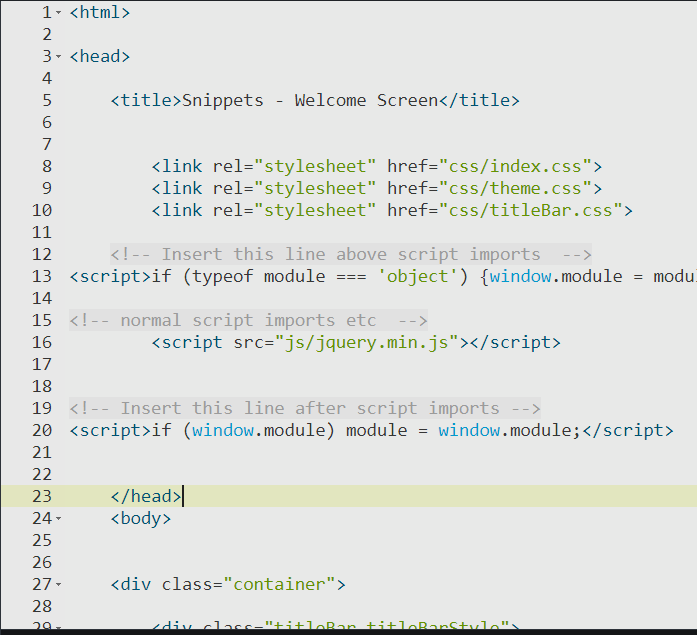 1 <html>
2
3 <head>
4
5 <title>Snippets - Welcome Screen</title>
6
7
8 <link rel="stylesheet" href="css/index.css">
9 <link rel="stylesheet" href="css/theme.css">
10 <link rel="stylesheet" href="css/titleBar.css">
11
12 <!-- Insert this line above script imports  -->
13 <script>if (typeof module === 'object') {window.module = modu
14
15 <!-- normal script imports etc  -->
16 <script src="js/jquery.min.js"></script>
17
18
19 <!-- Insert this line after script imports -->
20 <script>if (window.module) module = window.module;</script>
21
22
23 </head>
24 <body>
25
26
27 <div class="container">
28
29 <div class="titleBar titleBarStyle">